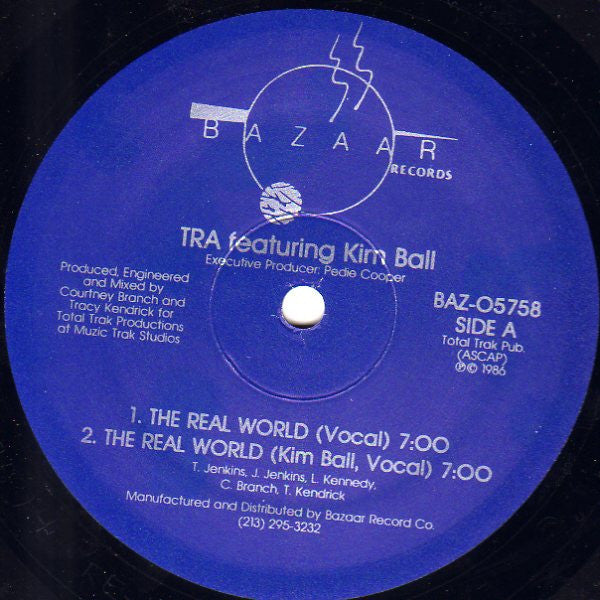 BAZAAR
RECORDS
TRA featuring Kim Ball
Executive Producer: Pedie Cooper
Produced, Engineered
and Mixed by
Courtney Branch and
Tracy Kendrick for
Total Trak Productions
at Muzic Trak Studios
BAZ-O5758
SIDE A
Total Trak Pub.
(ASCAP)
℗© 1986
1. THE REAL WORLD (Vocal) 7:OO
2. THE REAL WORLD (Kim Ball, Vocal) 7:OO
T. Jenkins, J. Jenkins, L. Kennedy,
C. Branch, T. Kendrick
Manufactured and Distributed by Bazaar Record Co.
(213) 295-3232